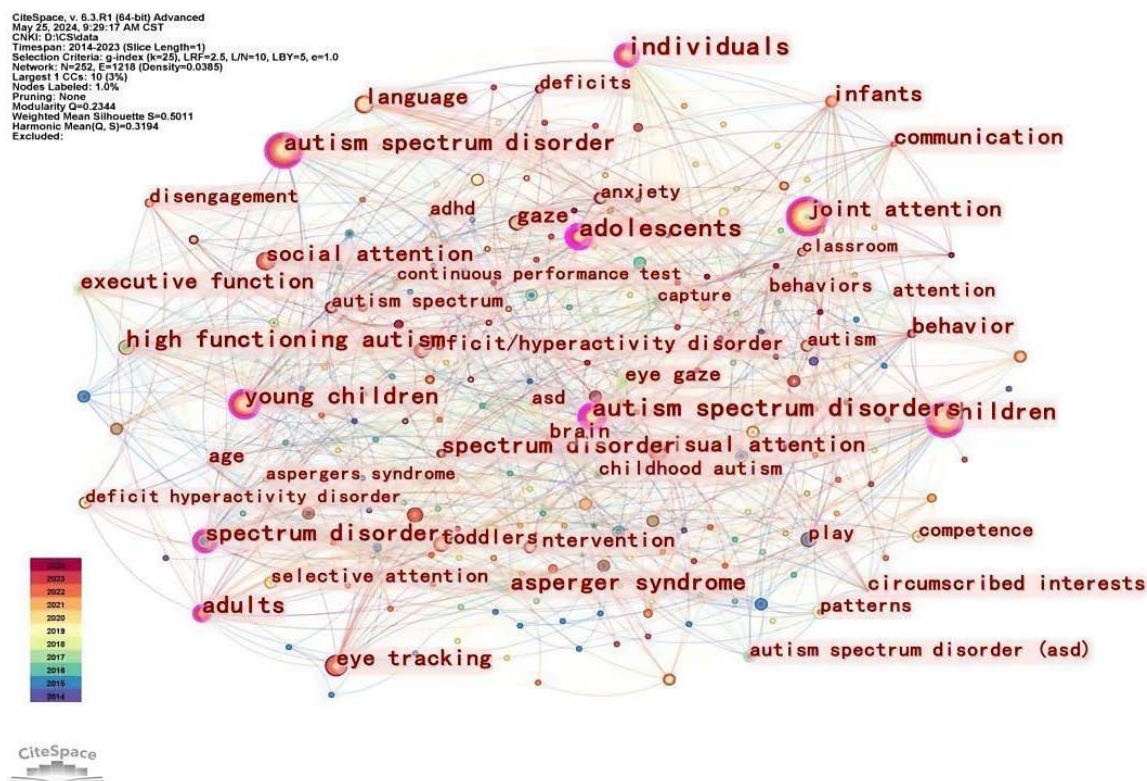 CiteSpace, v. 6.3.R1 (64-bit) Advanced
May 25, 2024, 9:29:17 AM CST
CNKI: D:\CS\data
Timespan: 2014-2023 (Slice Length=1)
Selection Criteria: g-index (k=25), LRF=2.5, L/N=10, LBY=5, e=1.0
Network: N=252, E=1218 (Density=0.0385)
Largest 1 CCs: 10 (3%)
Nodes Labeled: 1.0%
Pruning: None
Modularity Q=0.2344
Weighted Mean Silhouette S=0.5011
Harmonic Mean(Q, S)=0.3194
Excluded:
individuals
deficits
language
infants
communication
autism spectrum disorder
disengagement
anxiety
adhd
gaze
joint attention
adolescents
classroom
social attention
continuous performance test
behaviors
attention
executive function
autism spectrum
capture
behavior
high functioning autism
deficit/hyperactivity disorder
autism
eye gaze
young children
asd
autism spectrum disorders
children
brain
spectrum disorder
visual attention
age
aspergers syndrome
childhood autism
deficit hyperactivity disorder
spectrum disorders
toddlers
intervention
play
competence
selective attention
asperger syndrome
circumscribed interests
adults
patterns
eye tracking
autism spectrum disorder (asd)
2023
2022
2021
2020
2019
2018
2017
2016
2015
2014
CiteSpace